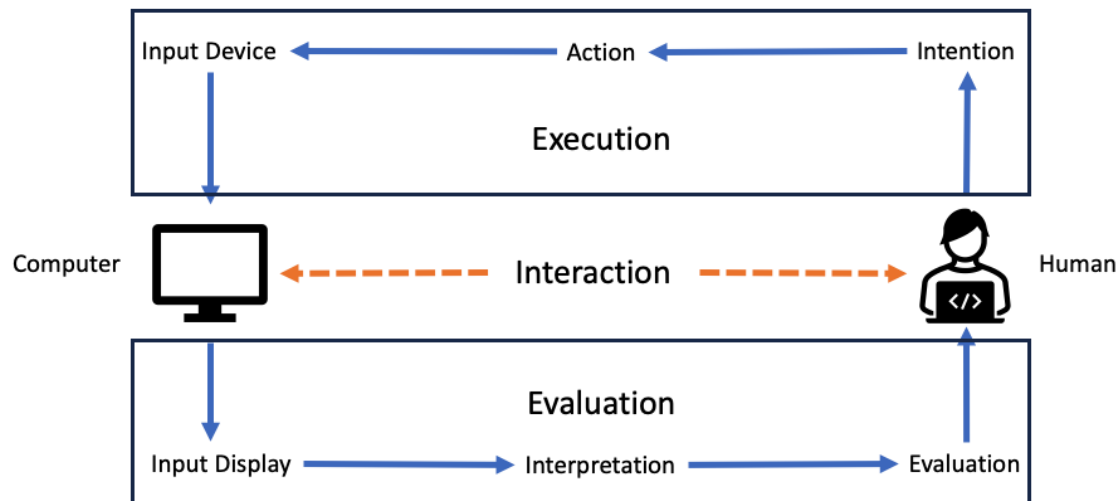 Input Device
Action
Intention
Execution
Computer
Interaction
Human
</>
Evaluation
Input Display
Interpretation
Evaluation